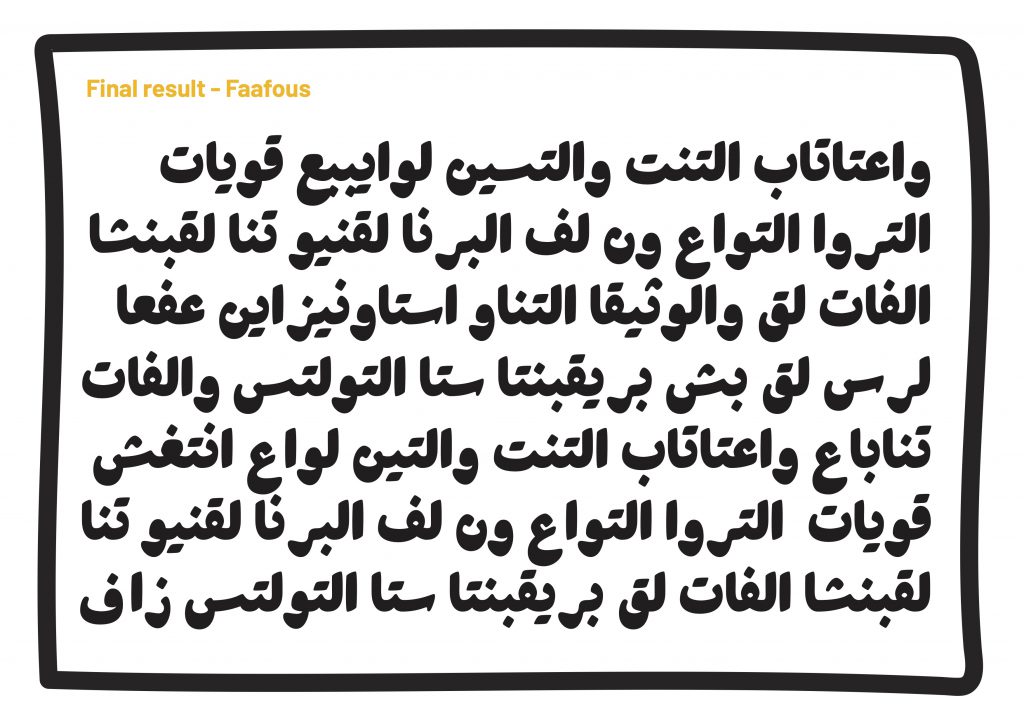 Final result - Faafous
واعتاتاب التنت والتسين لوايببع قويات
التروا التواع ون لف البرنا لقنيو تنا لقبنشا
الفات لق والوثيقا التناو استاونيزاين عفعا
لرس لق بش بريقبنتا ستا التولتس والفات
تناباع واعتاتاب التنت والتين لواع انتغش
قويات التروا التواع ون لف البرنا لقنيو تنا
لقبنشا الفات لق بريقبنتا ستا التولتس زاف